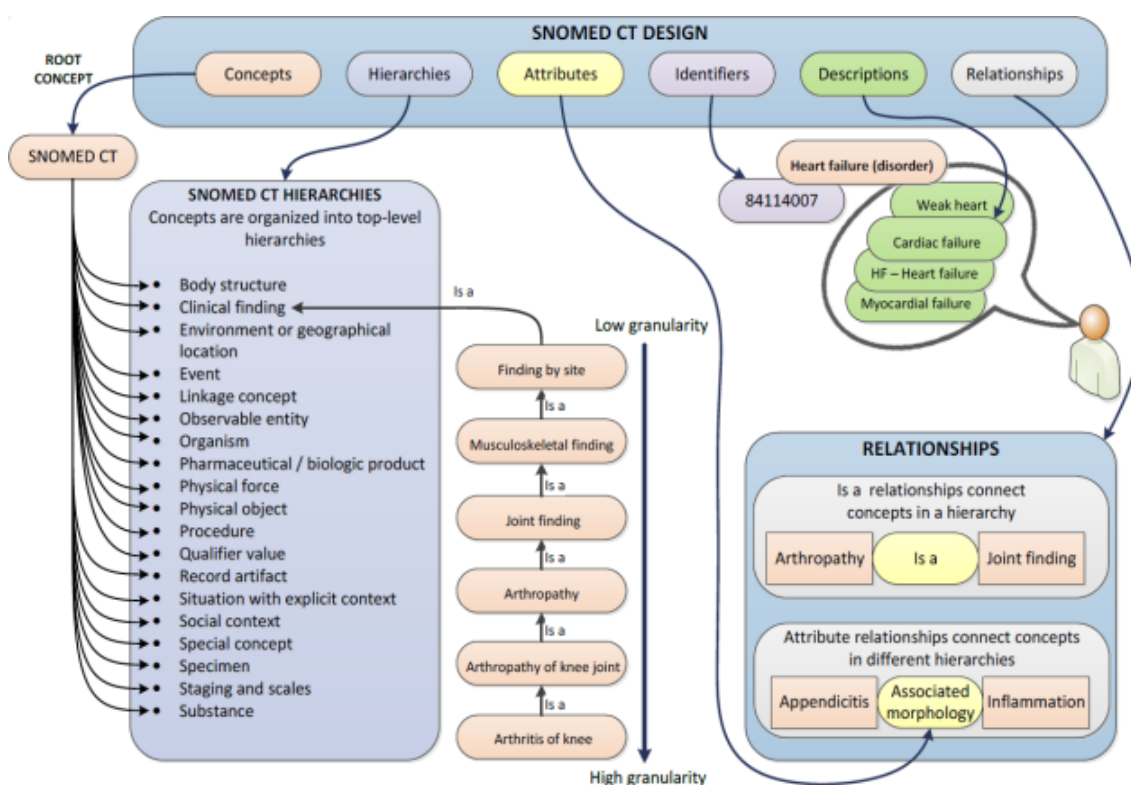 SNOMED CT DESIGN
ROOT
CONCEPT
Concepts
Hierarchies
Attributes
Identifiers
Descriptions
Relationships
SNOMED CT
SNOMED CT HIERARCHIES
Concepts are organized into top-level
hierarchies
• Body structure
• Clinical finding
• Environment or geographical
location
• Event
• Linkage concept
• Observable entity
• Organism
• Pharmaceutical / biologic product
• Physical force
• Physical object
• Procedure
• Qualifier value
• Record artifact
• Situation with explicit context
• Social context
• Special concept
• Specimen
• Staging and scales
• Substance
Is a
Finding by site
Is a
Musculoskeletal finding
Is a
Joint finding
Is a
Arthropathy
Is a
Arthropathy of knee joint
Is a
Arthritis of knee
Low granularity
High granularity
Heart failure (disorder)
84114007
Weak heart
Cardiac failure
HF – Heart failure
Myocardial failure
RELATIONSHIPS
Is a relationships connect
concepts in a hierarchy
Arthropathy
Is a
Joint finding
Attribute relationships connect concepts
in different hierarchies
Appendicitis
Associated
morphology
Inflammation